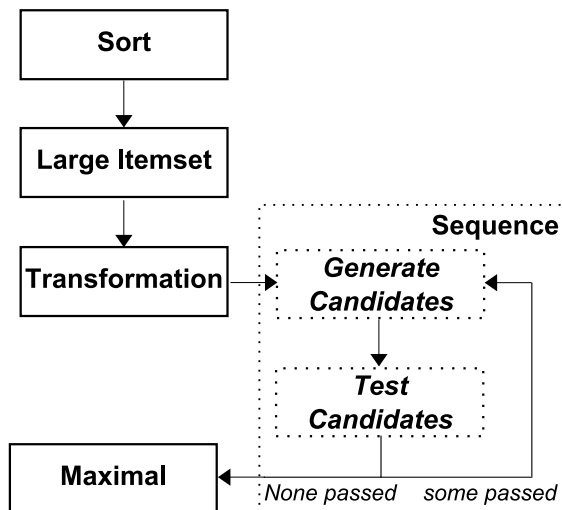 Sort
Large Itemset
Sequence
Transformation
Generate
Candidates
Test
Candidates
Maximal
None passed
some passed